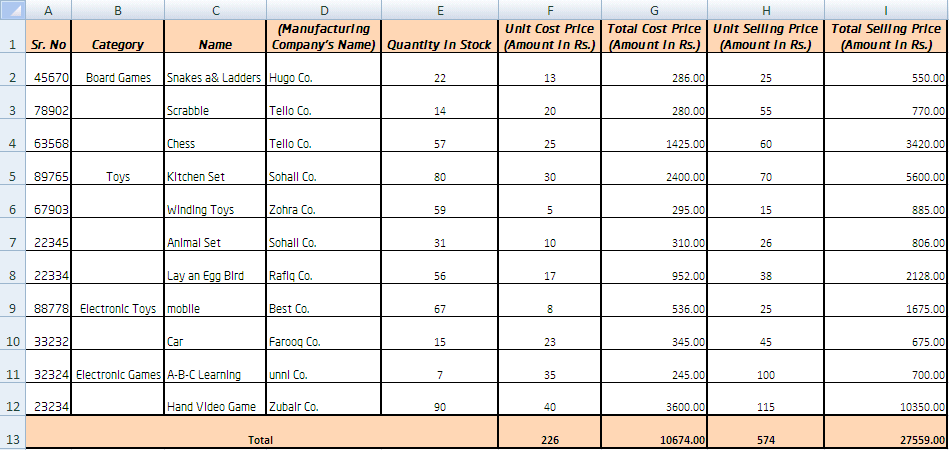 A B C D E F G H I
1 Sr. No Category Name (Manufacturing Company's Name) Quantity In Stock Unit Cost Price (Amount In Rs.) Total Cost Price (Amount In Rs.) Unit Selling Price (Amount In Rs.) Total Selling Price (Amount In Rs.)
2 45670 Board Games Snakes a& Ladders Hugo Co. 22 13 286.00 25 550.00
3 78902 Scrabble Tello Co. 14 20 280.00 55 770.00
4 63568 Chess Tello Co. 57 25 1425.00 60 3420.00
5 89765 Toys Kitchen Set Sohail Co. 80 30 2400.00 70 5600.00
6 67903 Winding Toys Zohra Co. 59 5 295.00 15 885.00
7 22345 Animal Set Sohail Co. 31 10 310.00 26 806.00
8 22334 Lay an Egg Bird Rafiq Co. 56 17 952.00 38 2128.00
9 88778 Electronic Toys mobile Best Co. 67 8 536.00 25 1675.00
10 33232 Car Farooq Co. 15 23 345.00 45 675.00
11 32324 Electronic Games A-B-C Learning unni Co. 7 35 245.00 100 700.00
12 23234 Hand Video Game Zubair Co. 90 40 3600.00 115 10350.00
13 Total 226 10674.00 574 27559.00